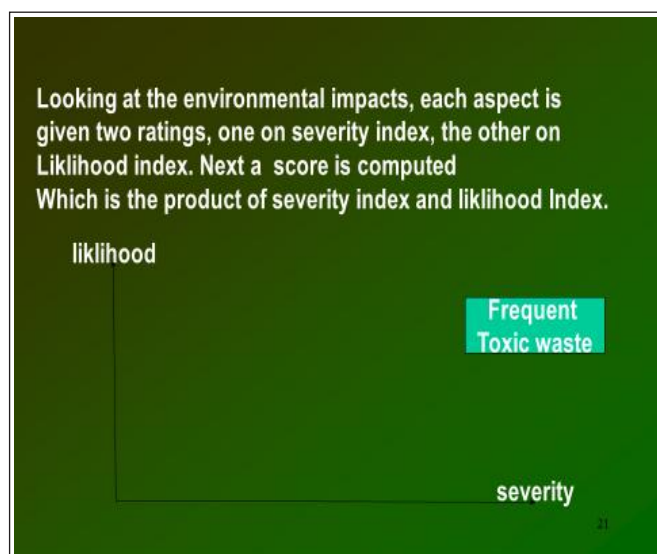 Looking at the environmental impacts, each aspect is
given two ratings, one on severity index, the other on
Liklihood index. Next a score is computed
Which is the product of severity index and liklihood Index.
liklihood
Frequent
Toxic waste
severity
21